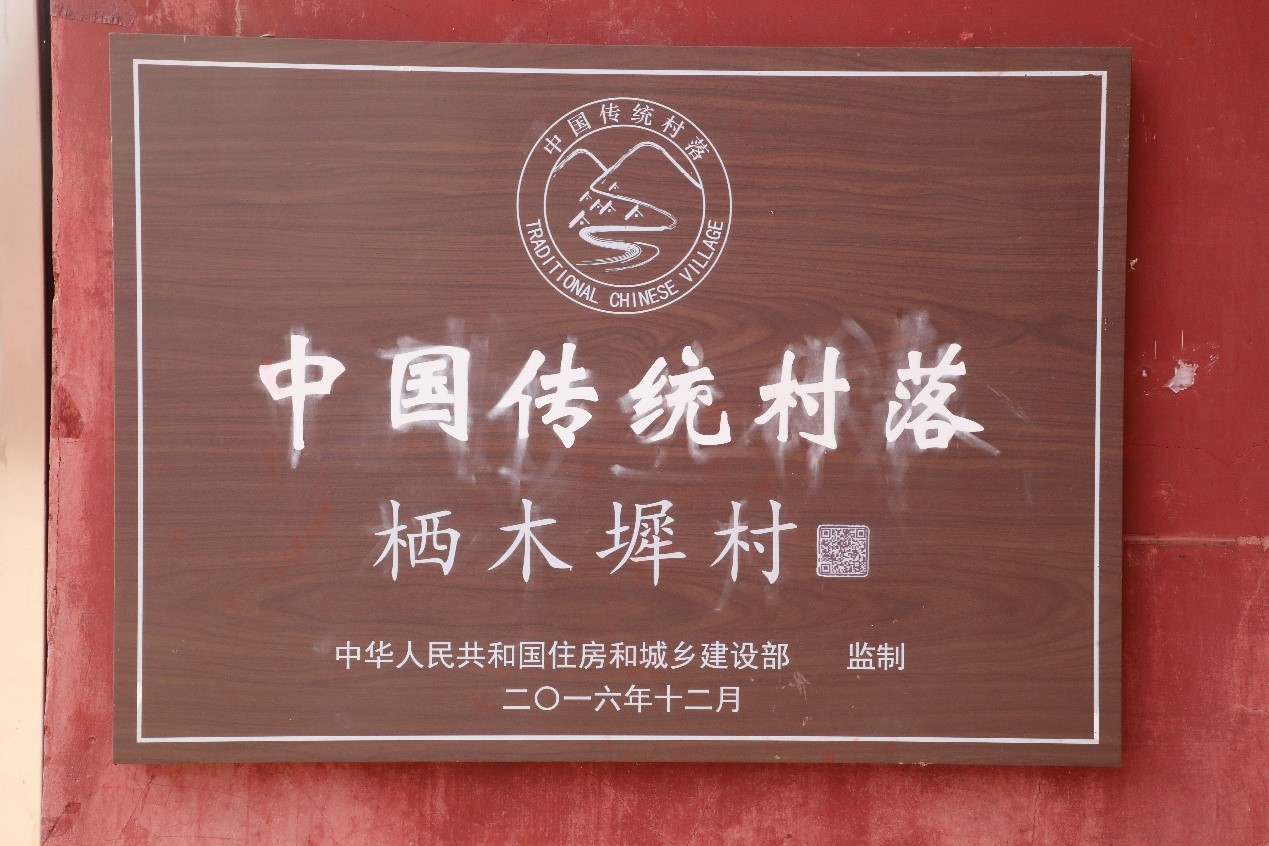 中国传统村落
TRADITIONAL CHINESE VILLAGE
中国传统村落
栖木墀村
中华人民共和国住房和城乡建设部 监制
二〇一六年十二月